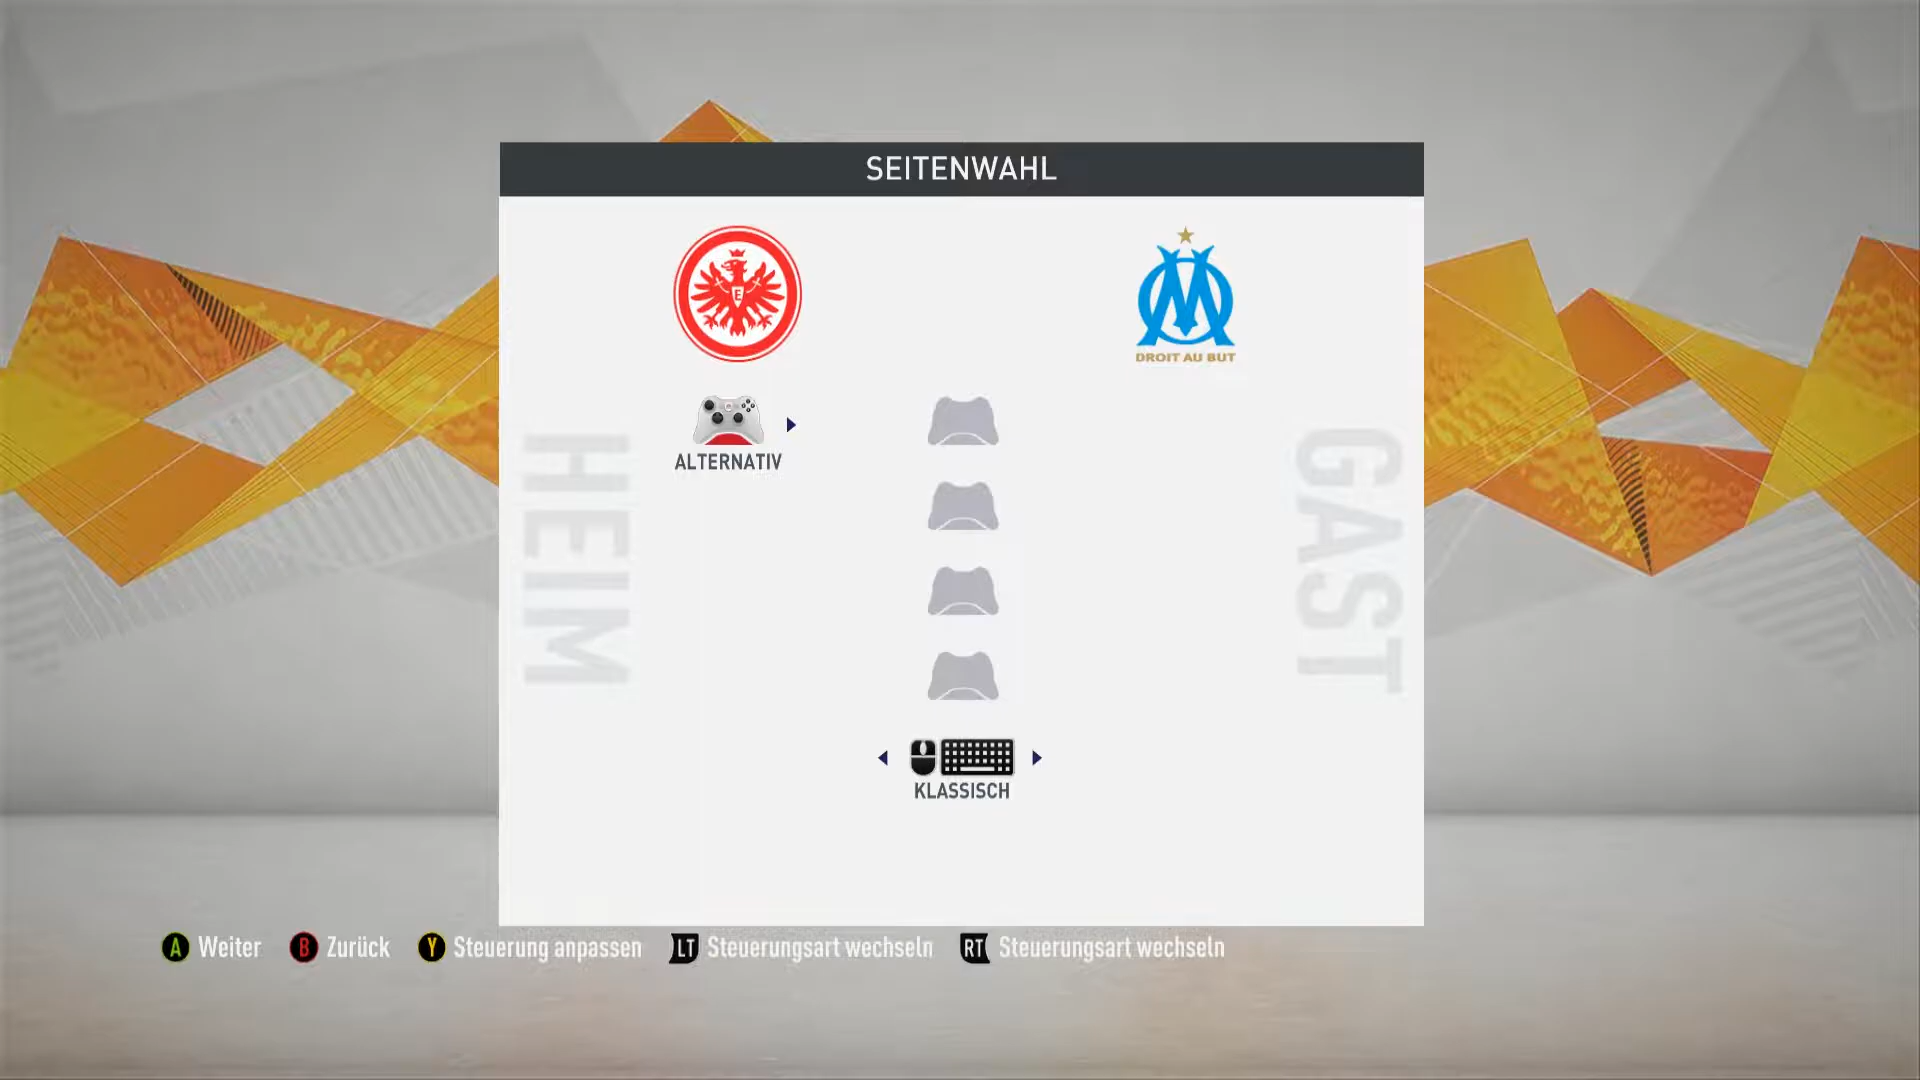 SEITENWAHL
E
DROIT AU BUT
ALTERNATIV
HEIM
GAST
KLASSISCH
A Weiter B Zurück Y Steuerung anpassen LT Steuerungsart wechseln RT Steuerungsart wechseln